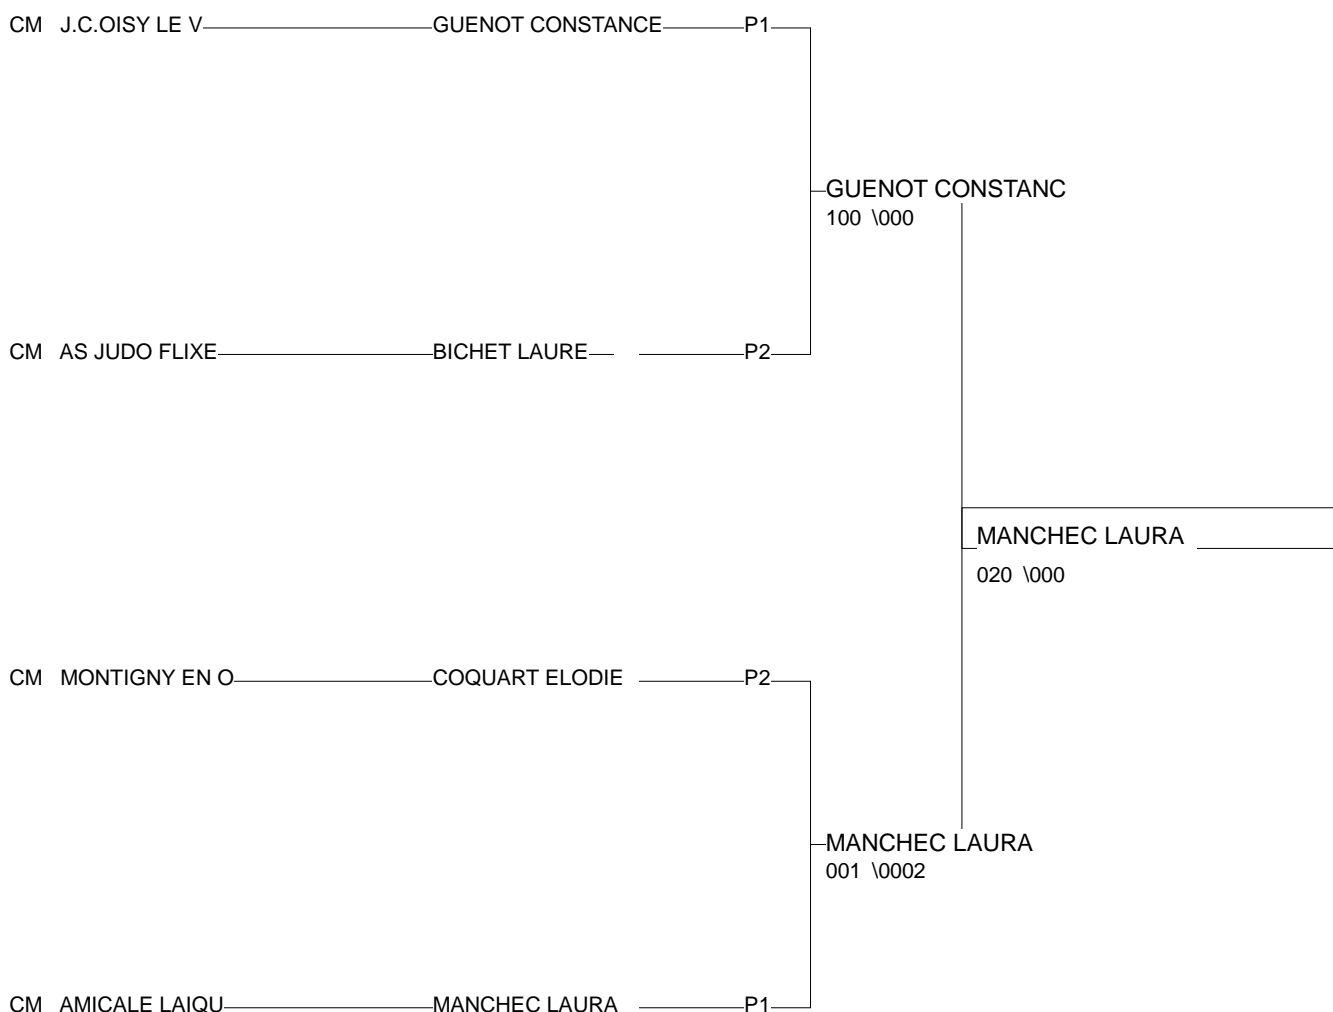 CM J.C.OISY LE V GUENOT CONSTANCE P1
GUENOT CONSTANC
100 \000
CM AS JUDO FLIXE BICHET LAURE P2
MANCHEC LAURA
020 \000
CM MONTIGNY EN O COQUART ELODIE P2
MANCHEC LAURA
001 \0002
CM AMICALE LAIQU MANCHEC LAURA P1